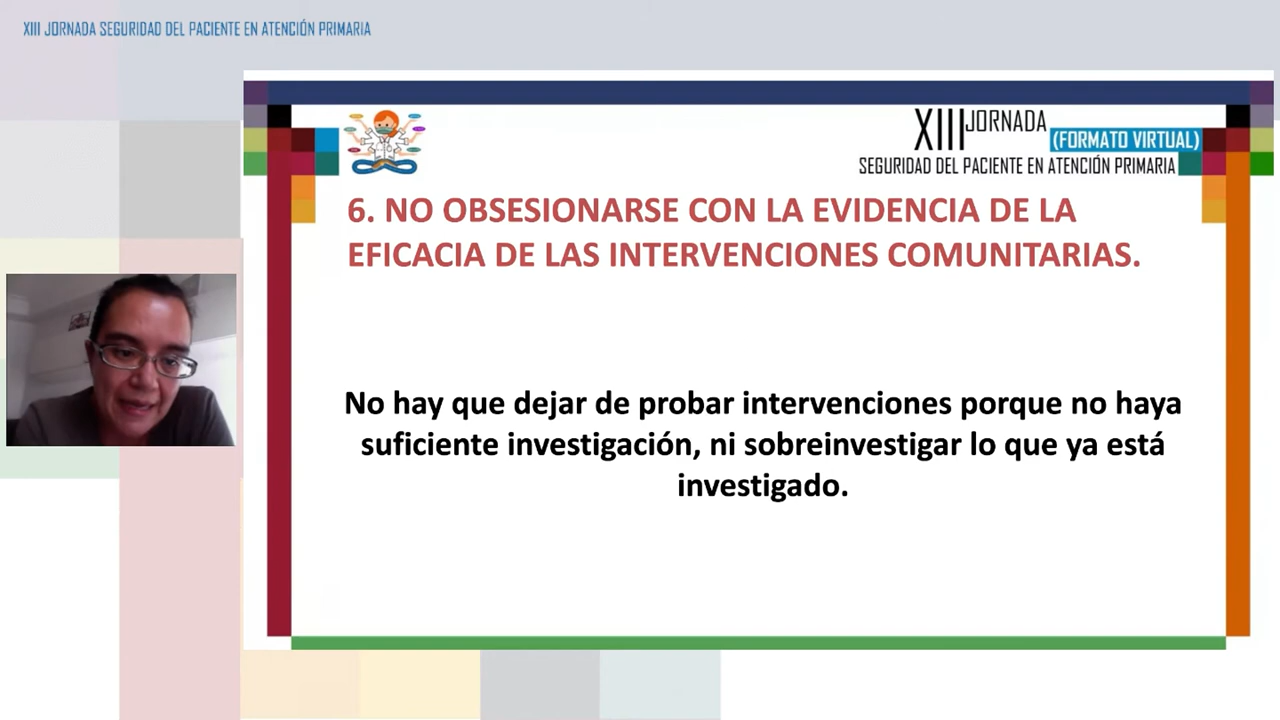 XIII JORNADA SEGURIDAD DEL PACIENTE EN ATENCIÓN PRIMARIA
XIII JORNADA
(FORMATO VIRTUAL)
SEGURIDAD DEL PACIENTE EN ATENCIÓN PRIMARIA
6. NO OBSESIONARSE CON LA EVIDENCIA DE LA
EFICACIA DE LAS INTERVENCIONES COMUNITARIAS.
No hay que dejar de probar intervenciones porque no haya
suficiente investigación, ni sobreinvestigar lo que ya está
investigado.